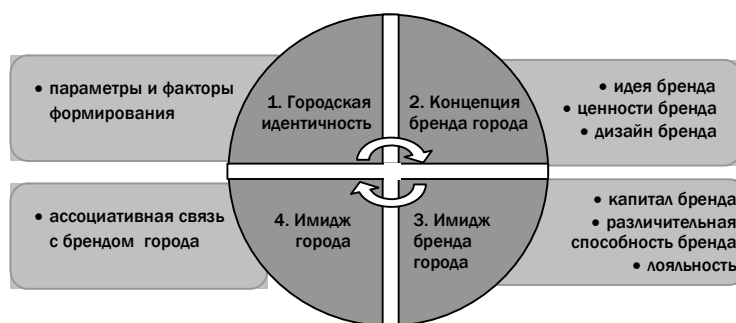 • параметры и факторы
формирования
1. Городская
идентичность
2. Концепция
бренда города
• идея бренда
• ценности бренда
• дизайн бренда
• ассоциативная связь
с брендом города
4. Имидж
города
3. Имидж
бренда
города
• капитал бренда
• различительная
способность бренда
• лояльность